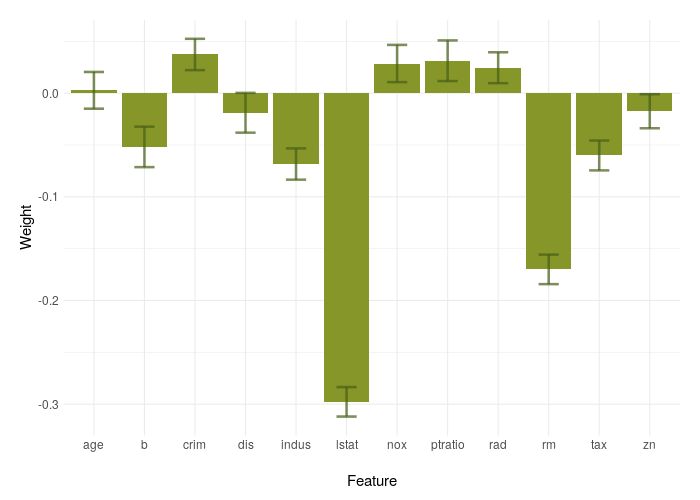 0.0
-0.1
-0.2
-0.3
Weight
age b crim dis indus lstat nox ptratio rad rm tax zn
Feature